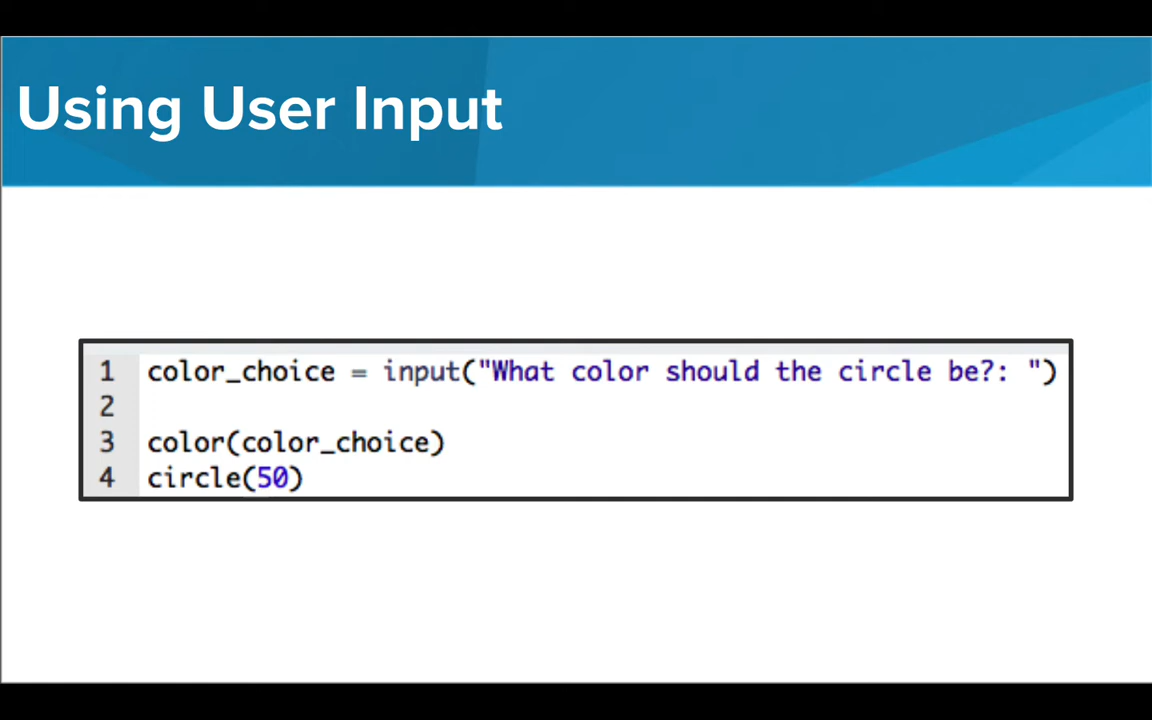 Using User Input
1 color_choice = input("What color should the circle be?: ")
2
3 color(color_choice)
4 circle(50)